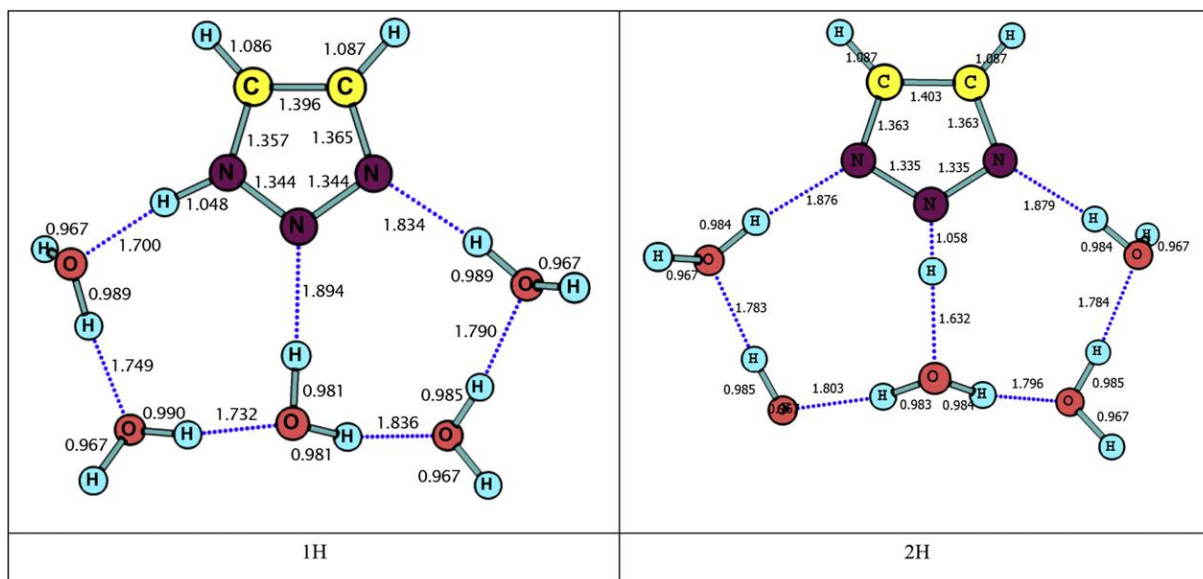 H
H
1.086
1.087
C
C
1.396
1.357
1.365
N
N
1.344
1.344
H
1.048
N
0.967
H
O
1.700
1.834
H
0.989
0.967
O
H
0.989
1.894
H
1.790
1.749
H
0.985
H
0.981
0.990
1.732
O
H
O
H
1.836
O
0.967
0.981
0.967
H
H
H
H
1.087
1.087
C
C
1.403
1.363
1.363
N
N
1.335
1.335
N
1.876
1.879
0.984
H
1.058
H
0.984
H
0.967
H
O
0.967
H
O
1.783
1.632
1.784
H
H
0.985
1.803
H
O
H
1.796
0.985
O
0.983
0.984
0.967
H
1H
2H